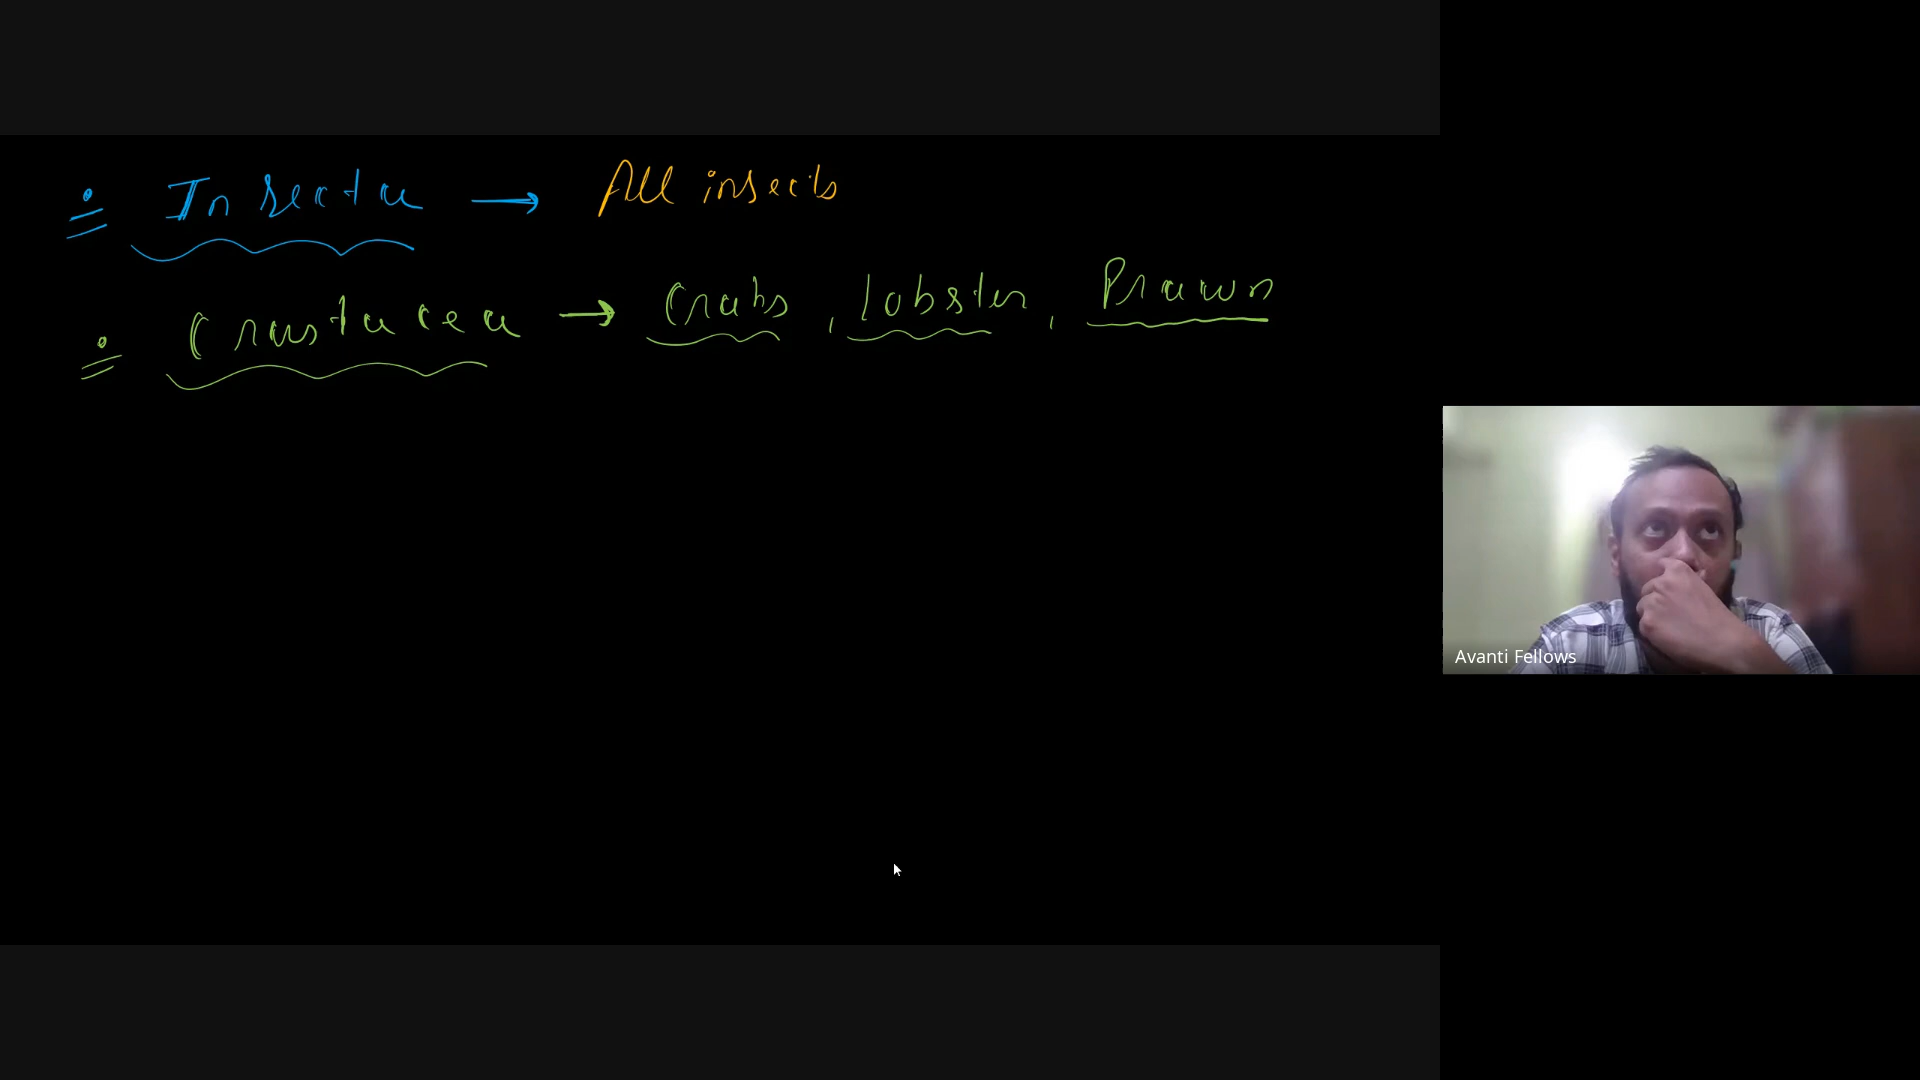 Insecta → All insects
Crustacea → Crabs, lobster, Prawn
Avanti Fellows